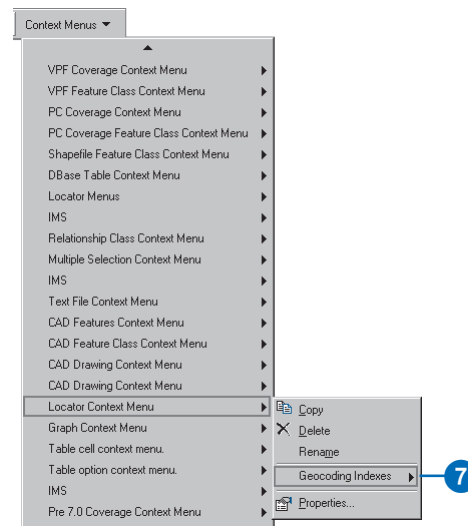 Context Menus
VPF Coverage Context Menu
VPF Feature Class Context Menu
PC Coverage Context Menu
PC Coverage Feature Class Context Menu
Shapefile Feature Class Context Menu
DBase Table Context Menu
Locator Menus
IMS
Relationship Class Context Menu
Multiple Selection Context Menu
IMS
Text File Context Menu
CAD Features Context Menu
CAD Feature Class Context Menu
CAD Drawing Context Menu
CAD Drawing Context Menu
Locator Context Menu
Graph Context Menu
Table cell context menu.
Table option context menu.
IMS
Pre 7.0 Coverage Context Menu
Copy
Delete
Rename
Geocoding Indexes
7
Properties...